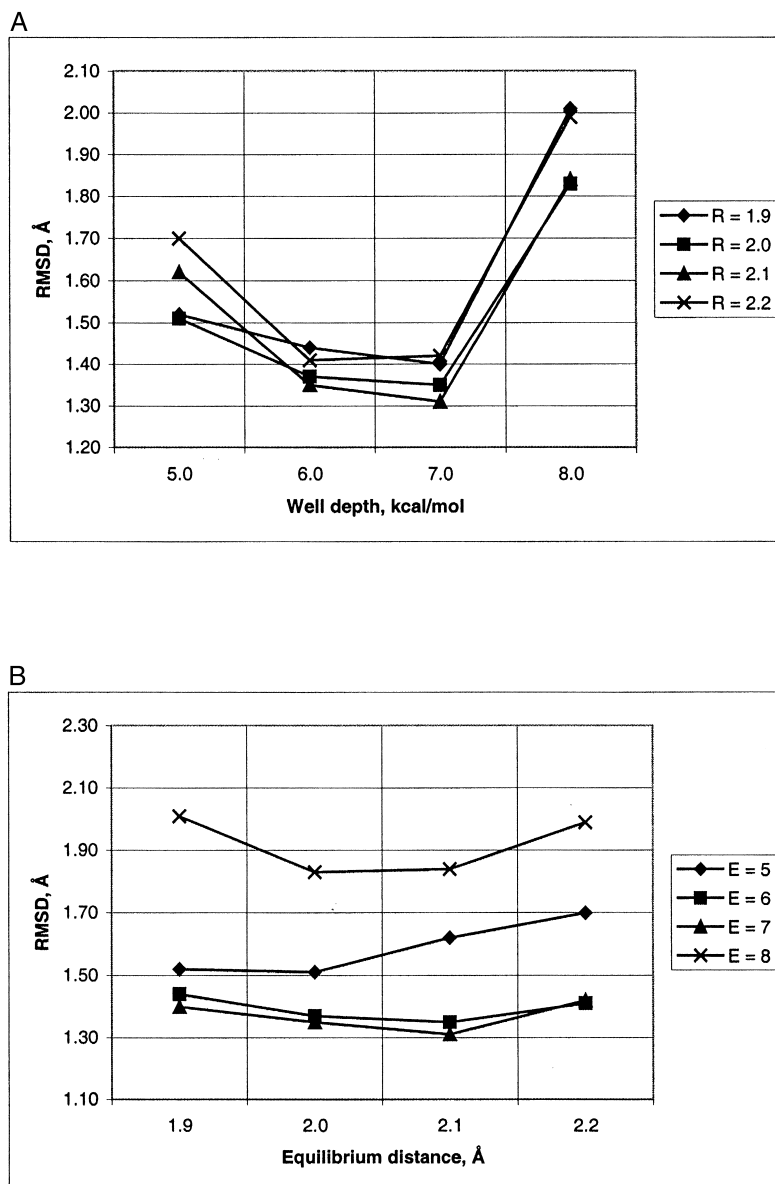 A
2.10
2.00
1.90
1.80
1.70
1.60
1.50
1.40
1.30
1.20
RMSD, Å
5.0 6.0 7.0 8.0
Well depth, kcal/mol
R = 1.9
R = 2.0
R = 2.1
R = 2.2
B
2.30
2.10
1.90
1.70
1.50
1.30
1.10
RMSD, Å
1.9 2.0 2.1 2.2
Equilibrium distance, Å
E = 5
E = 6
E = 7
E = 8